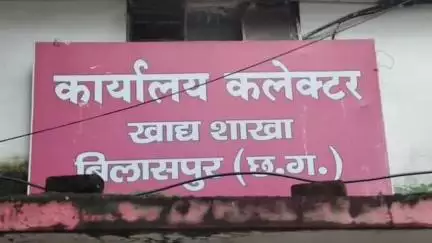 कार्यालय कलेक्टर
खाद्य शाखा
बिलासपुर (छ.ग.)